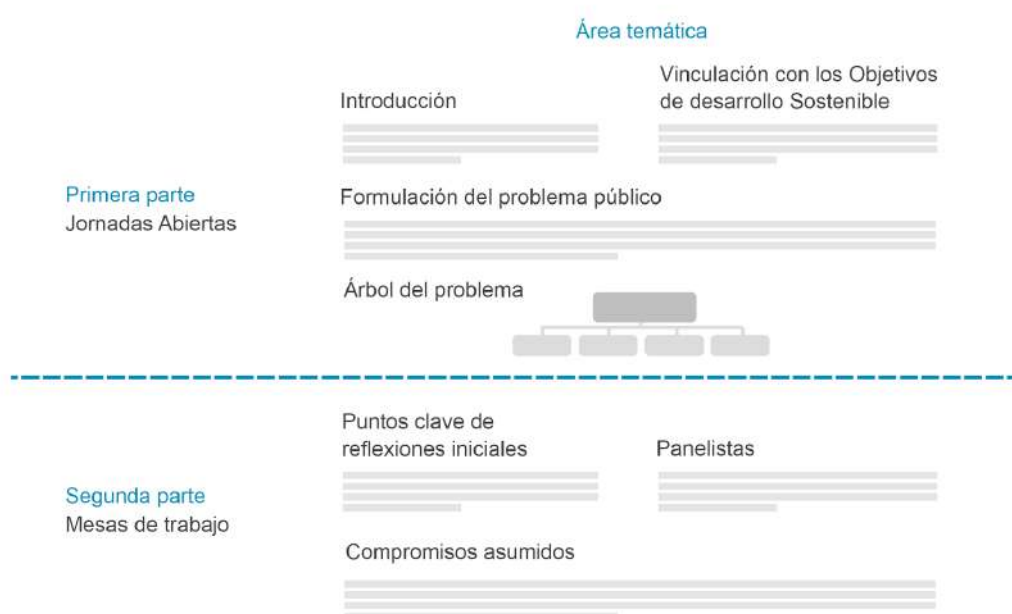 Área temática
Introducción
Vinculación con los Objetivos
de desarrollo Sostenible
Primera parte
Jornadas Abiertas
Formulación del problema público
Árbol del problema
Puntos clave de
reflexiones iniciales
Panelistas
Segunda parte
Mesas de trabajo
Compromisos asumidos